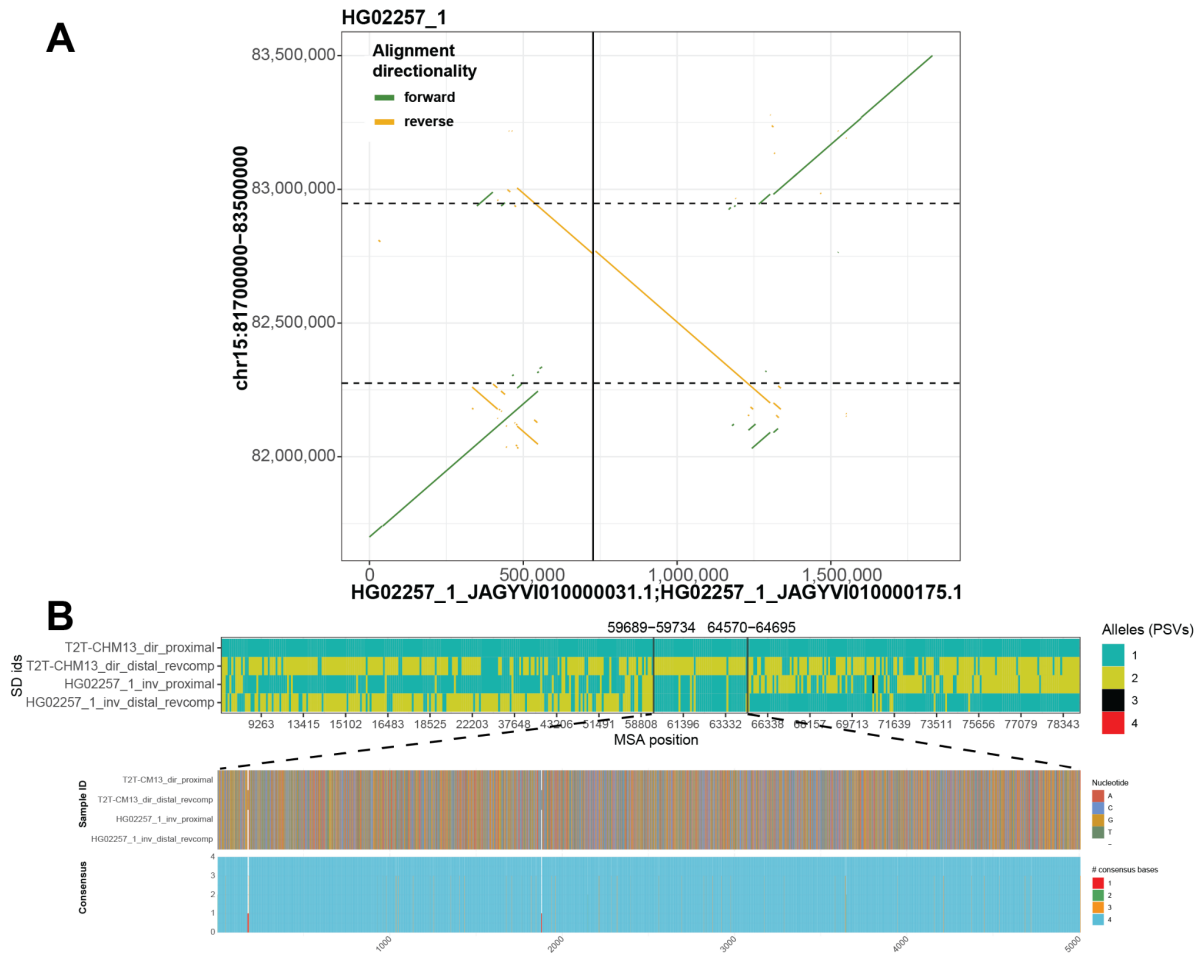 A
HG02257_1
Alignment
directionality
forward
reverse
chr15:81700000−83500000
83,500,000
83,000,000
82,500,000
82,000,000
0 500,000 1,000,000 1,500,000
HG02257_1_JAGYVI010000031.1;HG02257_1_JAGYVI010000175.1
B
59689−59734 64570−64695
SD ids
T2T-CHM13_dir_proximal
T2T-CHM13_dir_distal_revcomp
HG02257_1_inv_proximal
HG02257_1_inv_distal_revcomp
9263 13415 15102 16483 18525 22203 37648 43206 51491 58808 61396 63332 66338 69157 69713 71639 73511 75656 77079 78343
MSA position
Alleles (PSVs)
1
2
3
4
Sample ID
T2T-CM13_dir_proximal
T2T-CM13_dir_distal_revcomp
HG02257_1_inv_proximal
HG02257_1_inv_distal_revcomp
Nucleotide
A
C
G
T
−
Consensus
4
3
2
1
0
1000 2000 3000 4000 5000
# consensus bases
1
2
3
4